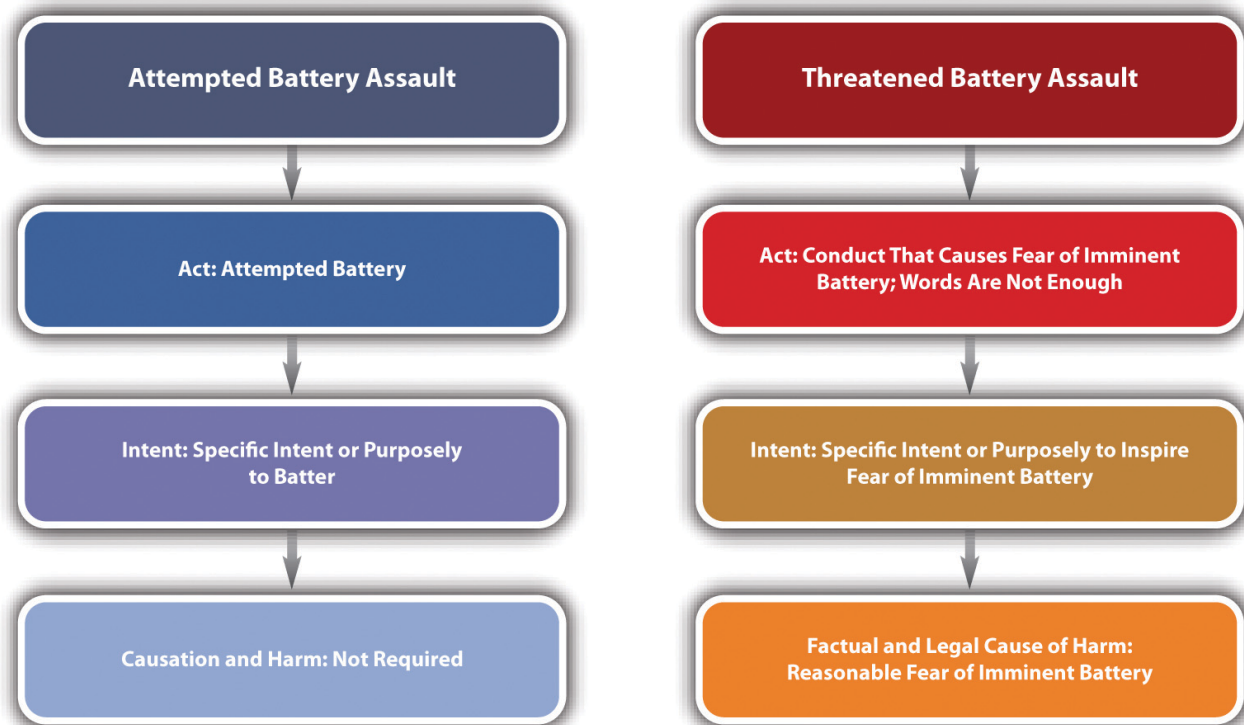 Attempted Battery Assault
Act: Attempted Battery
Intent: Specific Intent or Purposely
to Batter
Causation and Harm: Not Required
Threatened Battery Assault
Act: Conduct That Causes Fear of Imminent
Battery; Words Are Not Enough
Intent: Specific Intent or Purposely to Inspire
Fear of Imminent Battery
Factual and Legal Cause of Harm:
Reasonable Fear of Imminent Battery